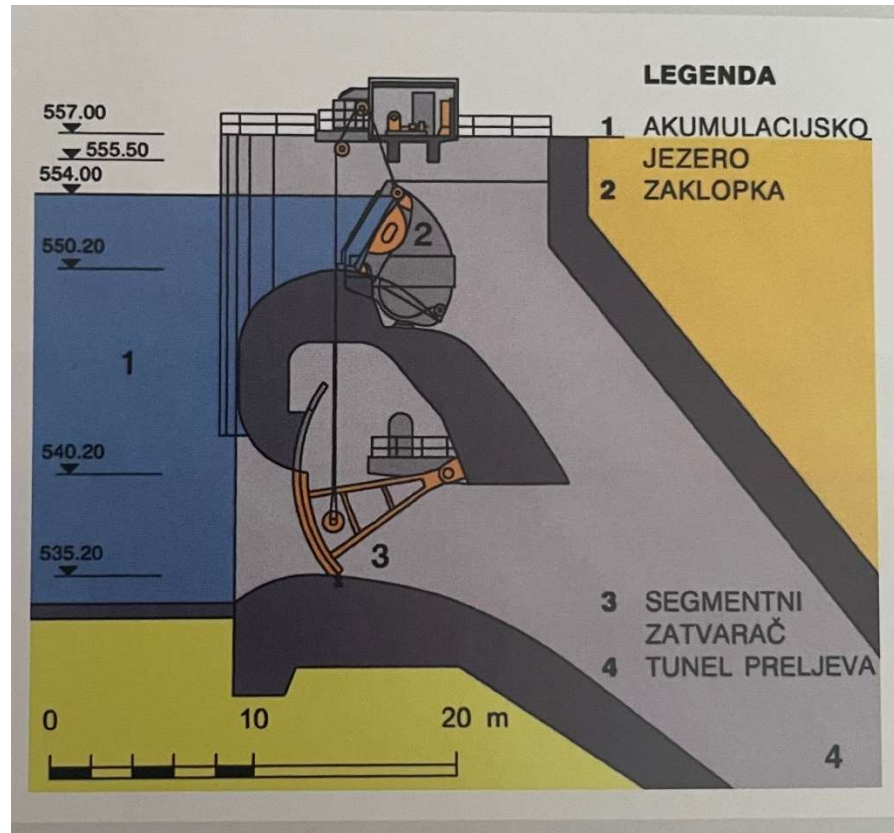 LEGENDA
1 AKUMULACIJSKO
JEZERO
2 ZAKLOPKA
557.00
555.50
554.00
550.20
2
1
540.20
535.20
3
3 SEGMENTNI
ZATVARAČ
4 TUNEL PRELJEVA
0 10 20 m
4